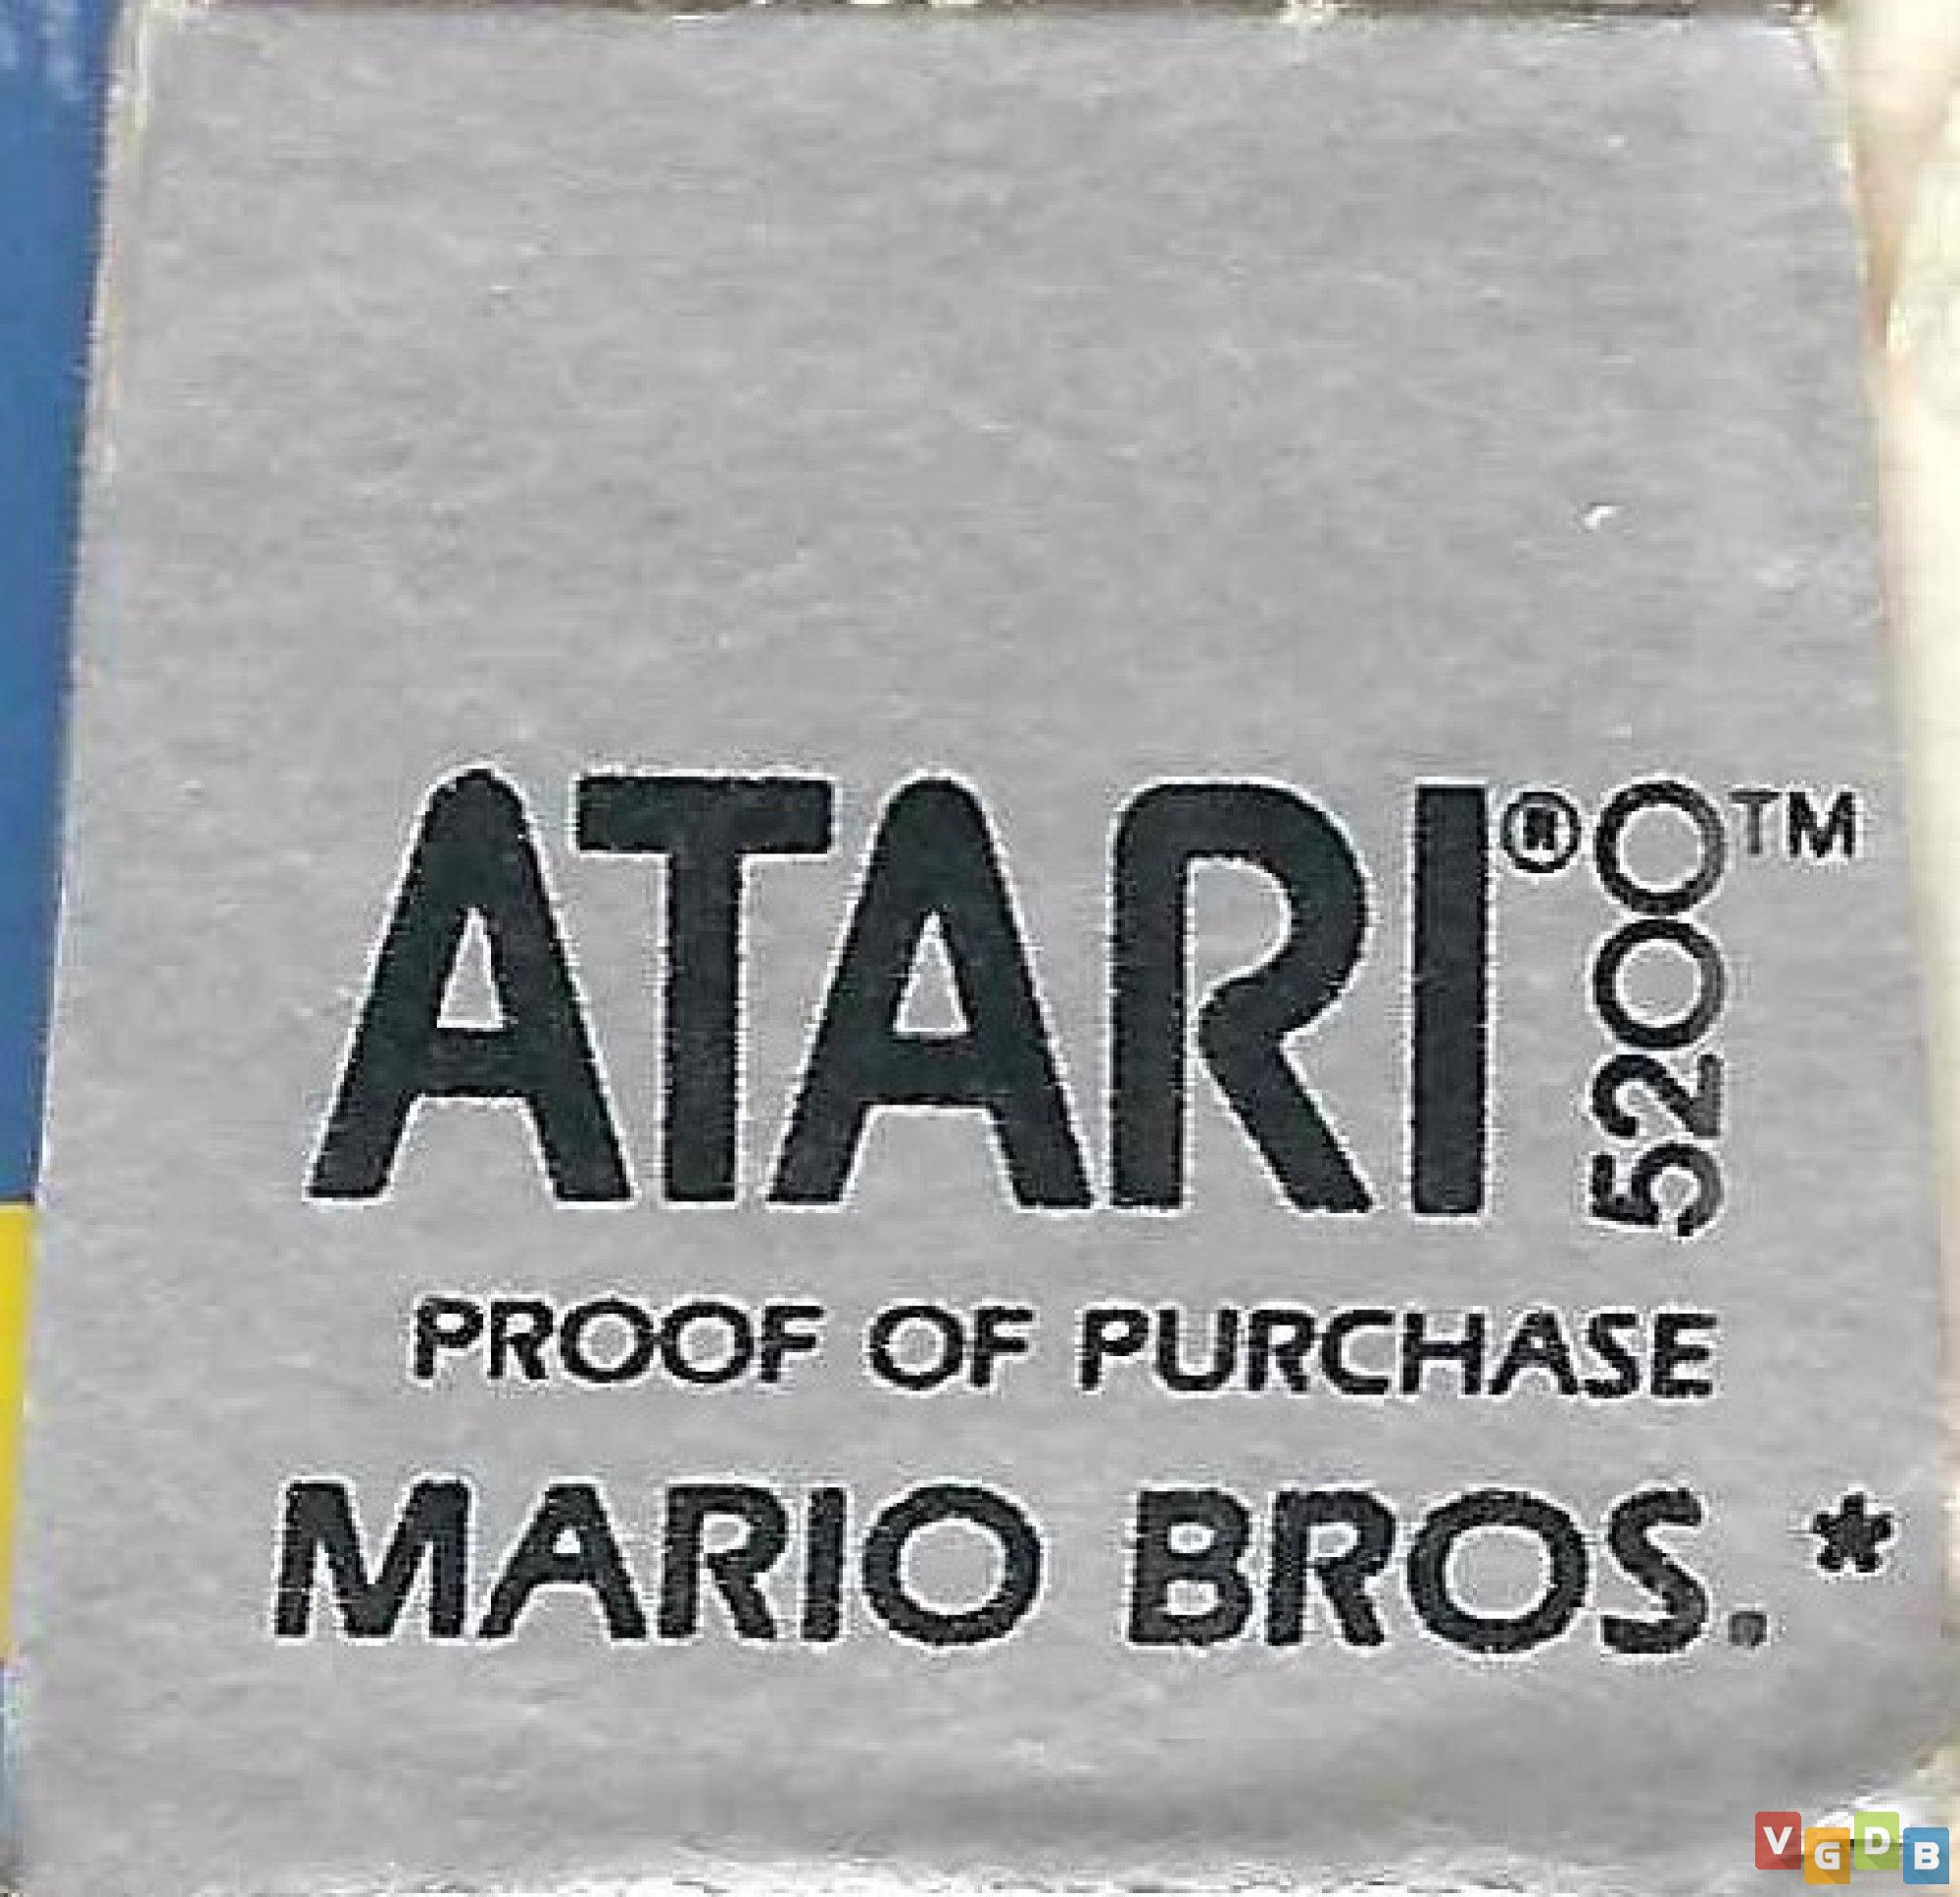 ATARI® 5200™
PROOF OF PURCHASE
MARIO BROS.*
VGDB